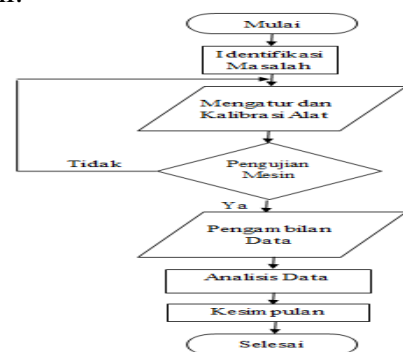 Mulai
Identifikasi
Masalah
Mengatur dan
Kalibrasi Alat
Tidak
Pengujian
Mesin
Ya
Pengambilan
Data
Analisis Data
Kesimpulan
Selesai